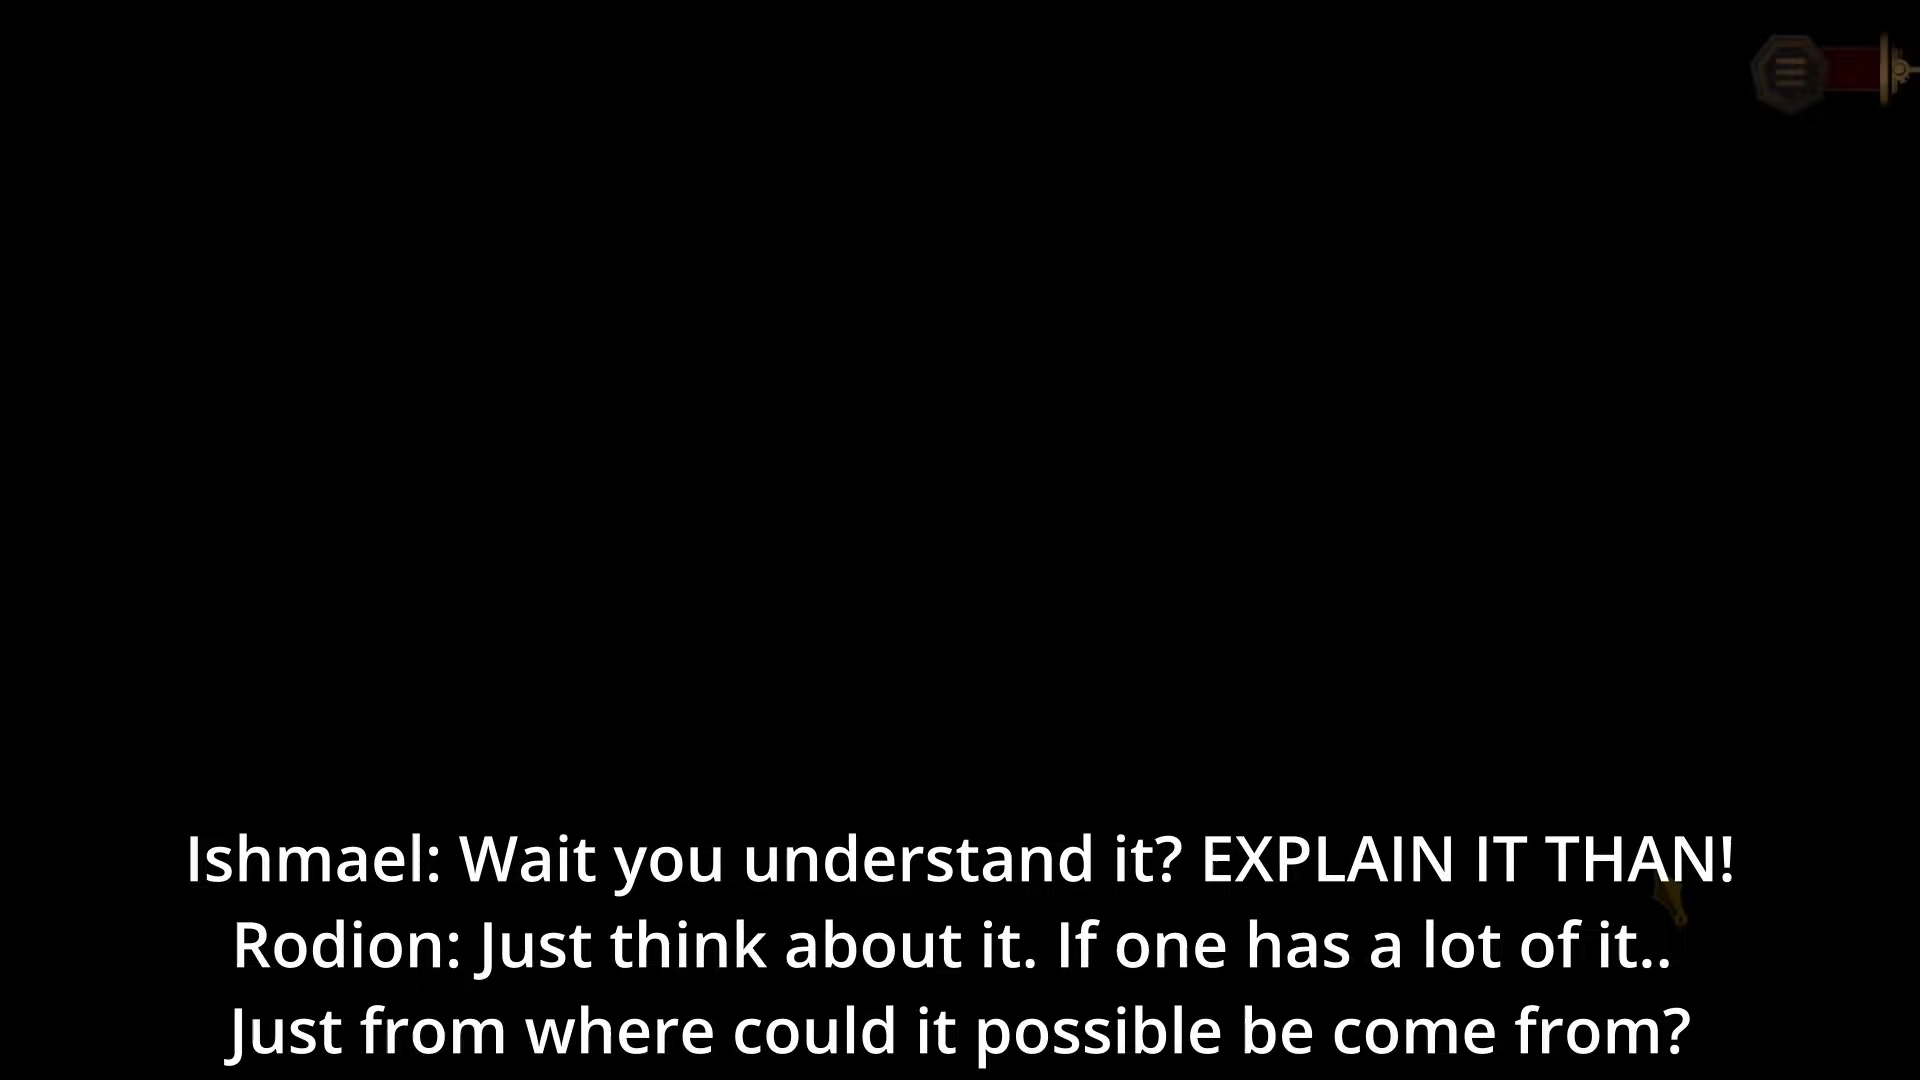 Ishmael: Wait you understand it? EXPLAIN IT THAN!
Rodion: Just think about it. If one has a lot of it..
Just from where could it possible be come from?